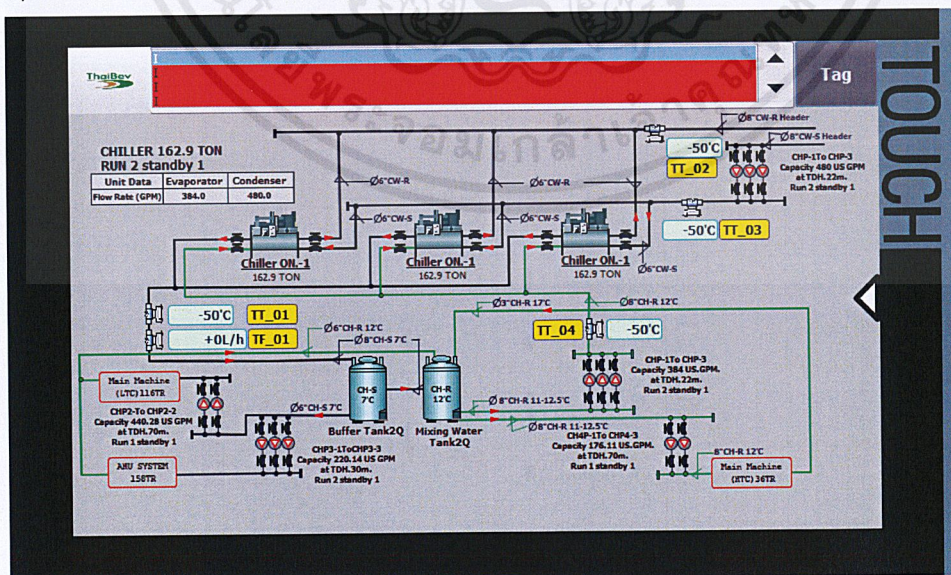 ThaiBev
Tag
TOUCH
Ø8"CW-R Header
Ø8"CW-S Header
-50°C
TT_02
CHP-1To CHP-3
Capacity 480 US GPM
at TDH.22m.
Run 2 standby 1
CHILLER 162.9 TON
RUN 2 standby 1
Unit Data Evaporator Condenser
Flow Rate (GPM) 384.0 480.0
Ø6"CW-R
Ø6"CW-R
Ø6"CW-S
Ø6"CW-S
Ø6"CW-S
-50°C TT_03
Chiller ON.-1
162.9 TON
Chiller ON.-1
162.9 TON
Chiller ON.-1
162.9 TON
Ø6"CW-S
-50°C TT_01
+0L/h TF_01
Ø3"CH-R 17°C
Ø8"CH-R 12°C
TT_04 -50°C
Ø6"CH-R 12°C
Ø8"CH-S 7°C
CHP-1To CHP-3
Capacity 384 US.GPM.
at TDH.22m.
Run 2 standby 1
Main Machine
(LTC)116TR
CHP2-To CHP2-2
Capacity 440.28 US GPM
at TDH.70m.
Run 1 standby 1
Ø6"CH-S 7°C
CH-S
7°C
Buffer Tank2Q
CH-R
12°C
Mixing Water
Tank2Q
Ø8"CH-R 11-12.5°C
Ø8"CH-R 11-12.5°C
CHP3-1ToCHP3-3
Capacity 220.14 US GPM
at TDH.30m.
Run 2 standby 1
CH4P-1To CHP4-3
Capacity 176.11 US.GPM.
at TDH.70m.
Run 1 standby 1
8"CH-R 12°C
Main Machine
(HTC)36TR
AHU SYSTEM
158TR